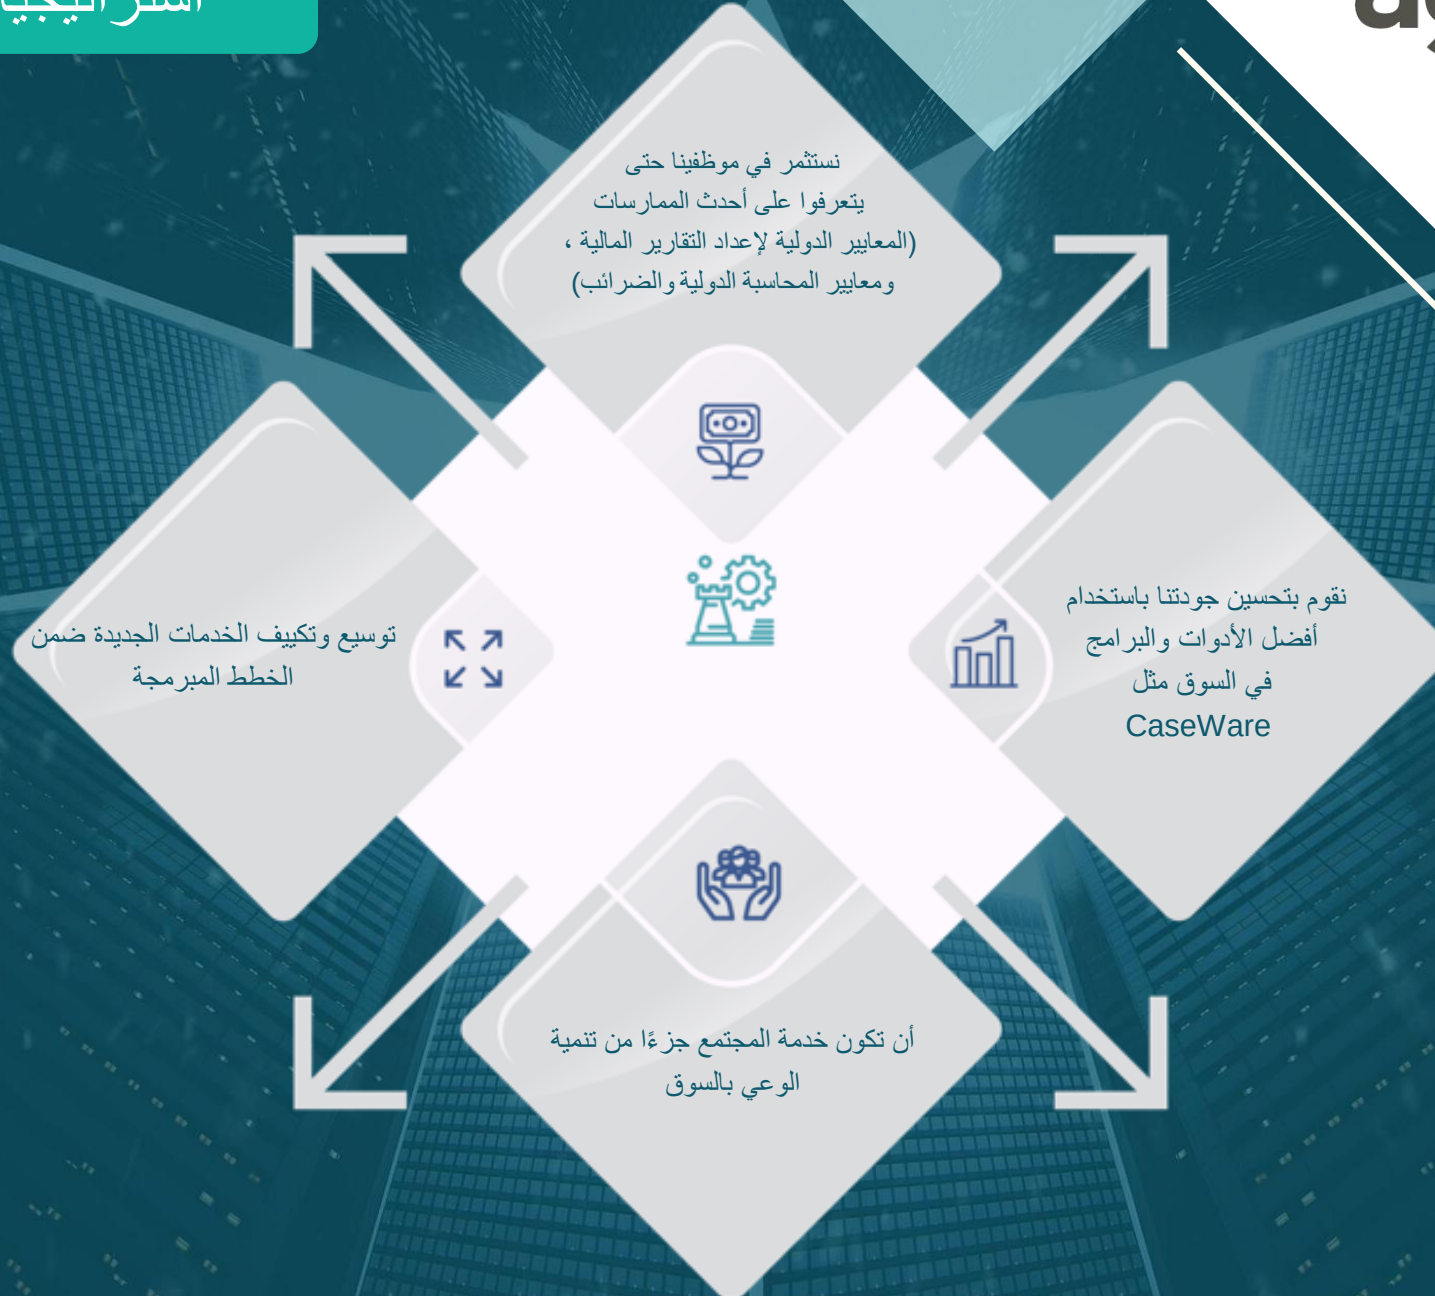 نستثمر في موظفينا حتى
يتعرفوا على أحدث الممارسات
(المعايير الدولية لإعداد التقارير المالية ،
ومعايير المحاسبة الدولية والضرائب)
نقوم بتحسين جودتنا باستخدام
أفضل الأدوات والبرامج
في السوق مثل
CaseWare
توسيع وتكييف الخدمات الجديدة ضمن
الخطط المبرمجة
أن تكون خدمة المجتمع جزءًا من تنمية
الوعي بالسوق